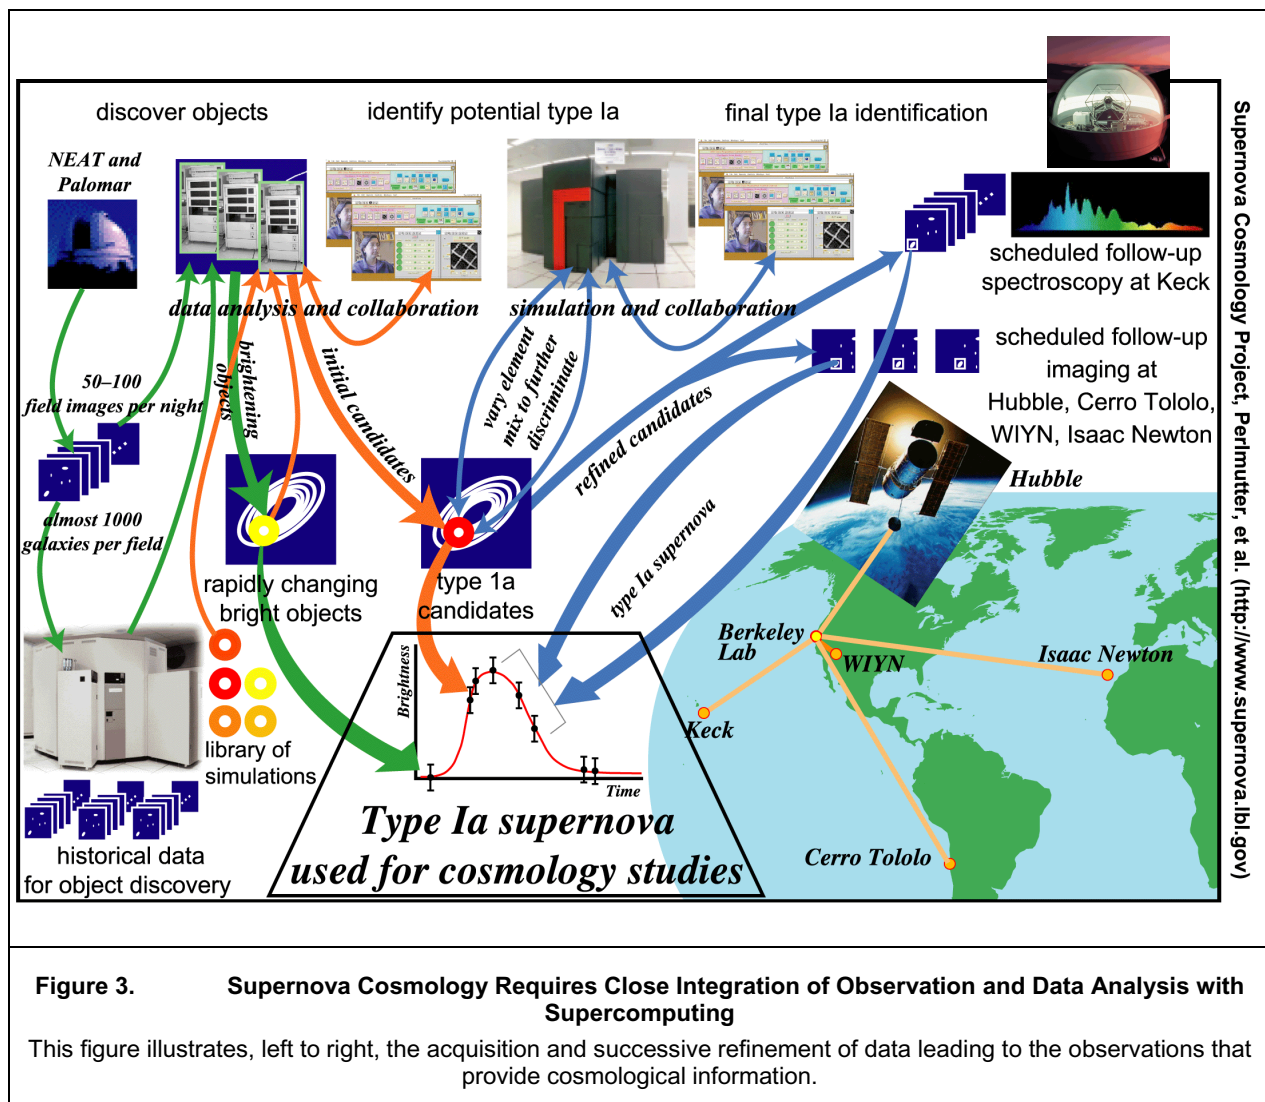 discover objects
identify potential type Ia
final type Ia identification
NEAT and
Palomar
data analysis and collaboration
simulation and collaboration
scheduled follow-up
spectroscopy at Keck
scheduled follow-up
imaging at
Hubble, Cerro Tololo,
WIYN, Isaac Newton
50–100
field images per night
brightening
objects
initial candidates
vary element
mix to further
discriminate
refined candidates
type Ia supernova
Hubble
almost 1000
galaxies per field
rapidly changing
bright objects
type 1a
candidates
library of
simulations
historical data
for object discovery
Brightness
Time
Type Ia supernova
used for cosmology studies
Berkeley
Lab
WIYN
Isaac Newton
Keck
Cerro Tololo
Supernova Cosmology Project, Perlmutter, et al. (http://www.supernova.lbl.gov)
Figure 3. Supernova Cosmology Requires Close Integration of Observation and Data Analysis with
Supercomputing
This figure illustrates, left to right, the acquisition and successive refinement of data leading to the observations that
provide cosmological information.